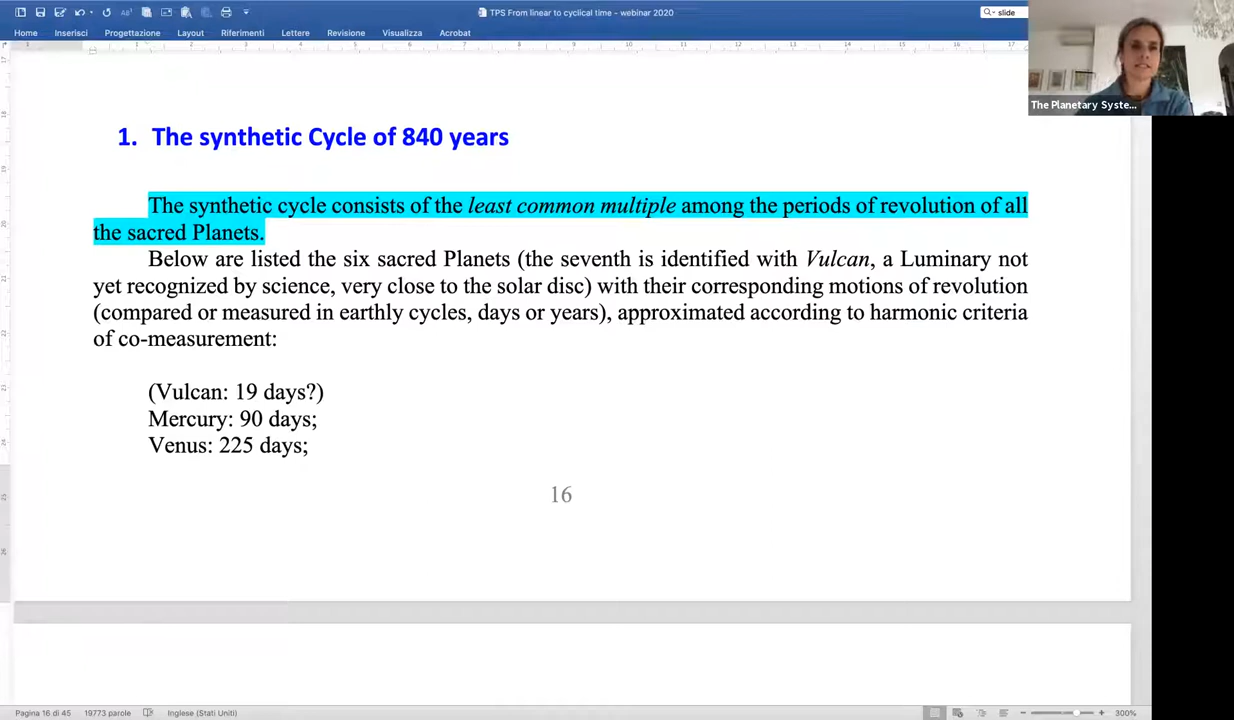 TPS From linear to cyclical time - webinar 2020
slide
Home Inserisci Progettazione Layout Riferimenti Lettere Revisione Visualizza Acrobat
The Planetary Syste...
1. The synthetic Cycle of 840 years
The synthetic cycle consists of the least common multiple among the periods of revolution of all
the sacred Planets.
Below are listed the six sacred Planets (the seventh is identified with Vulcan, a Luminary not
yet recognized by science, very close to the solar disc) with their corresponding motions of revolution
(compared or measured in earthly cycles, days or years), approximated according to harmonic criteria
of co-measurement:
(Vulcan: 19 days?)
Mercury: 90 days;
Venus: 225 days;
16
Pagina 16 di 45 19773 parole Inglese (Stati Uniti) 300%